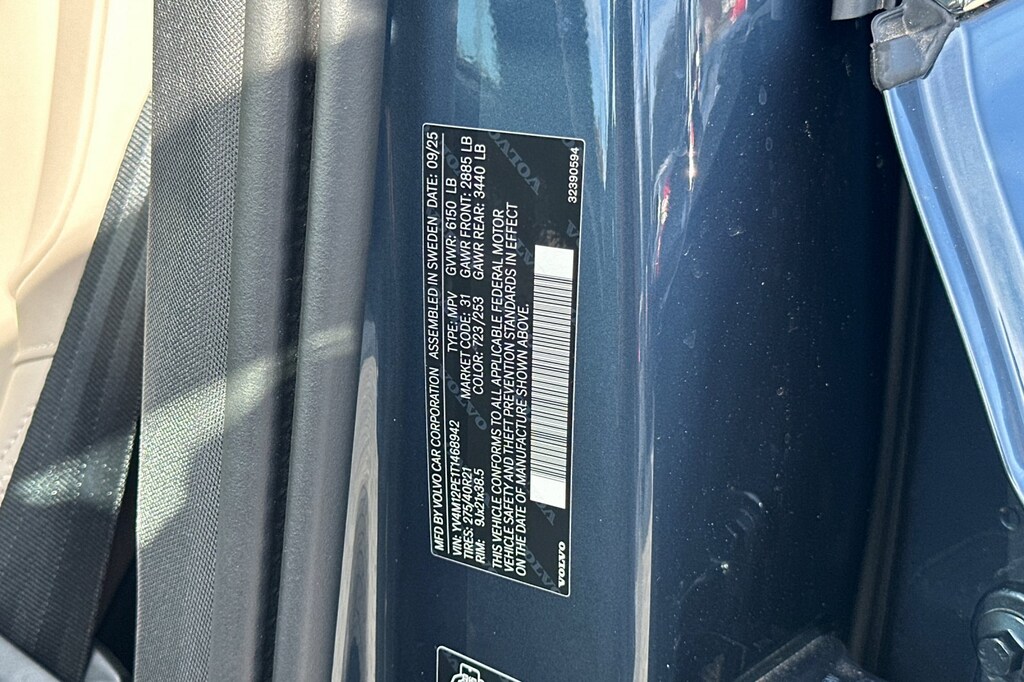 MFD BY VOLVO CAR CORPORATION ASSEMBLED IN SWEDEN DATE: 09/25
VIN: YV4M12PE1T1468942 TYPE: MPV GVWR: 6150 LB
TIRES: 275/40R21 MARKET CODE: 31 GAWR FRONT: 2885 LB
RIM: 9Jx21x38.5 COLOR: 723 /253 GAWR REAR: 3440 LB
THIS VEHICLE CONFORMS TO ALL APPLICABLE FEDERAL MOTOR
VEHICLE SAFETY AND THEFT PREVENTION STANDARDS IN EFFECT
ON THE DATE OF MANUFACTURE SHOWN ABOVE.
VOLVO
32390594